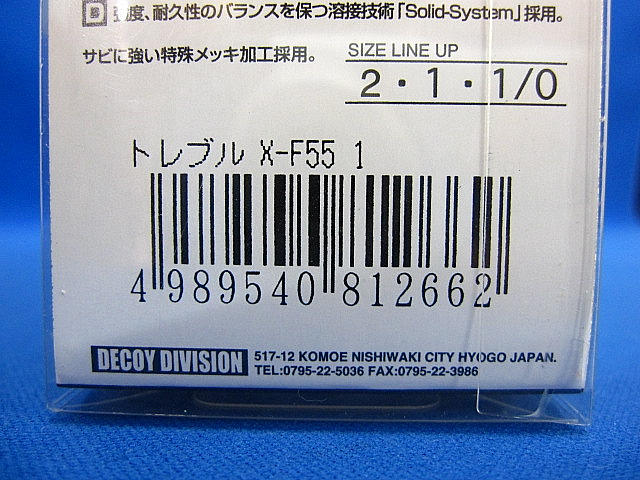 D 強度、耐久性のバランスを保つ溶接技術「Solid-System」採用。
サビに強い特殊メッキ加工採用。
SIZE LINE UP
2・1・1/0
トレブル X-F55 1
4 989540 812662
DECOY DIVISION 517-12 KOMOE NISHIWAKI CITY HYOGO JAPAN.
TEL:0795-22-5036 FAX:0795-22-3986